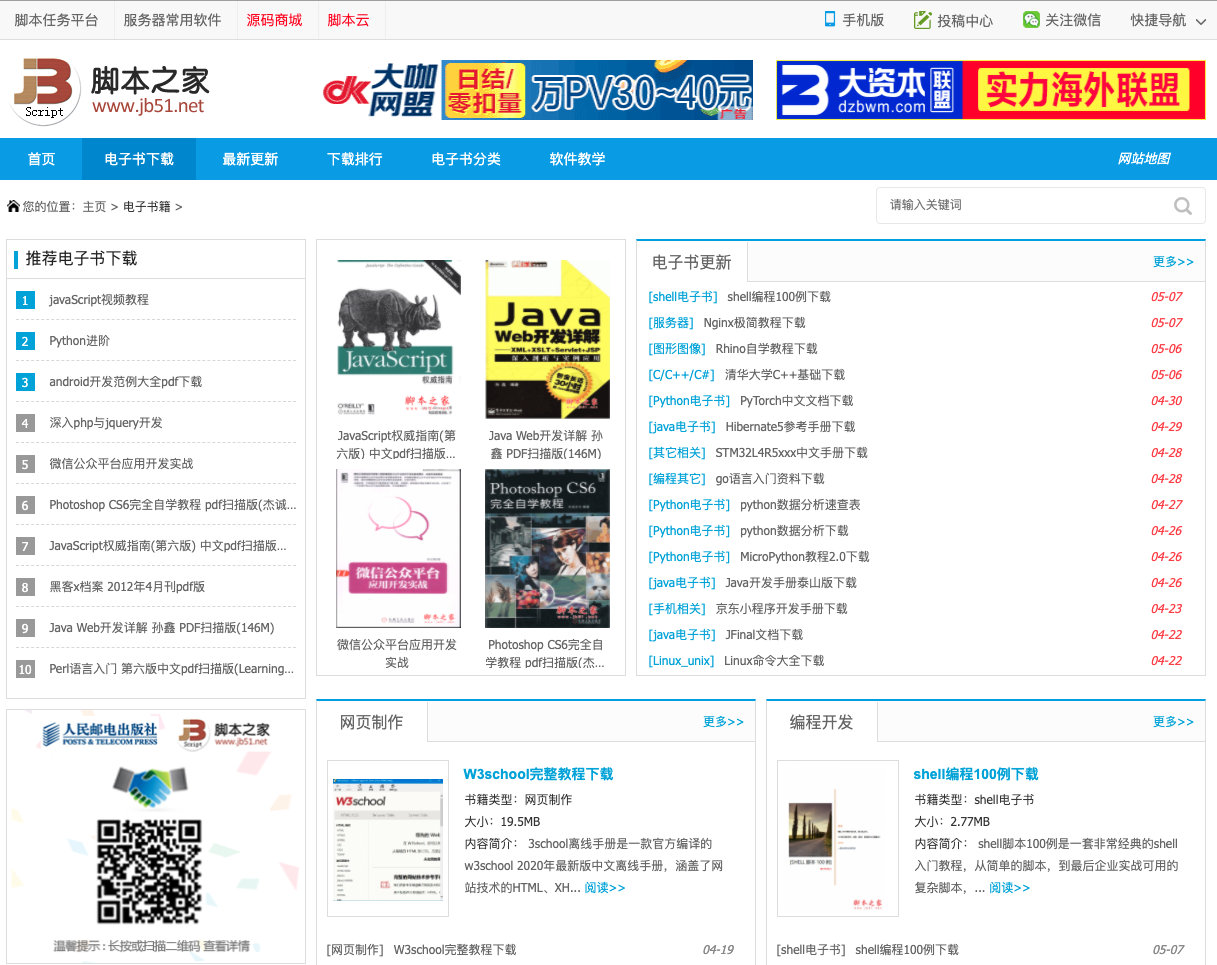 脚本任务平台 服务器常用软件 源码商城 脚本云 手机版 投稿中心 关注微信 快捷导航
Script
脚本之家
www.jb51.net
dk 大咖网盟 日结/零扣量 万PV30~40元 广告
大资本 联盟 dzbwm.com 实力海外联盟
首页 电子书下载 最新更新 下载排行 电子书分类 软件教学 网站地图
您的位置：主页 > 电子书籍 >
请输入关键词
推荐电子书下载
1 javaScript视频教程
2 Python进阶
3 android开发范例大全pdf下载
4 深入php与jquery开发
5 微信公众平台应用开发实战
6 Photoshop CS6完全自学教程 pdf扫描版(杰诚...
7 JavaScript权威指南(第六版) 中文pdf扫描版...
8 黑客x档案 2012年4月刊pdf版
9 Java Web开发详解 孙鑫 PDF扫描版(146M)
10 Perl语言入门 第六版中文pdf扫描版(Learning...
人民邮电出版社
POSTS & TELECOM PRESS
Script
脚本之家
www.jb51.net
温馨提示：长按或扫描二维码 查看详情
JavaScript
权威指南
O'REILLY
脚本之家
Java
Web开发详解
XML+XSLT+Servlet+JSP
深入剖析与实例应用
JavaScript权威指南(第
六版) 中文pdf扫描版...
Java Web开发详解 孙
鑫 PDF扫描版(146M)
微信公众平台
应用开发实战
脚本之家
Photoshop CS6
完全自学教程
脚本之家
微信公众平台应用开发
实战
Photoshop CS6完全自
学教程 pdf扫描版(杰...
电子书更新 更多>>
[shell电子书] shell编程100例下载 05-07
[服务器] Nginx极简教程下载 05-07
[图形图像] Rhino自学教程下载 05-06
[C/C++/C#] 清华大学C++基础下载 05-06
[Python电子书] PyTorch中文文档下载 04-30
[java电子书] Hibernate5参考手册下载 04-29
[其它相关] STM32L4R5xxx中文手册下载 04-28
[编程其它] go语言入门资料下载 04-28
[Python电子书] python数据分析速查表 04-27
[Python电子书] python数据分析下载 04-26
[Python电子书] MicroPython教程2.0下载 04-26
[java电子书] Java开发手册泰山版下载 04-26
[手机相关] 京东小程序开发手册下载 04-23
[java电子书] JFinal文档下载 04-22
[Linux_unix] Linux命令大全下载 04-22
网页制作 更多>>
W3school
W3school完整教程下载
书籍类型：网页制作
大小：19.5MB
内容简介： 3school离线手册是一款官方编译的
w3school 2020年最新版中文离线手册，涵盖了网
站技术的HTML、XH... 阅读>>
[网页制作] W3school完整教程下载 04-19
编程开发 更多>>
[SHELL脚本 100例]
脚本之家
shell编程100例下载
书籍类型：shell电子书
大小：2.77MB
内容简介： shell脚本100例是一套非常经典的shell
入门教程，从简单的脚本，到最后企业实战可用的
复杂脚本，... 阅读>>
[shell电子书] shell编程100例下载 05-07